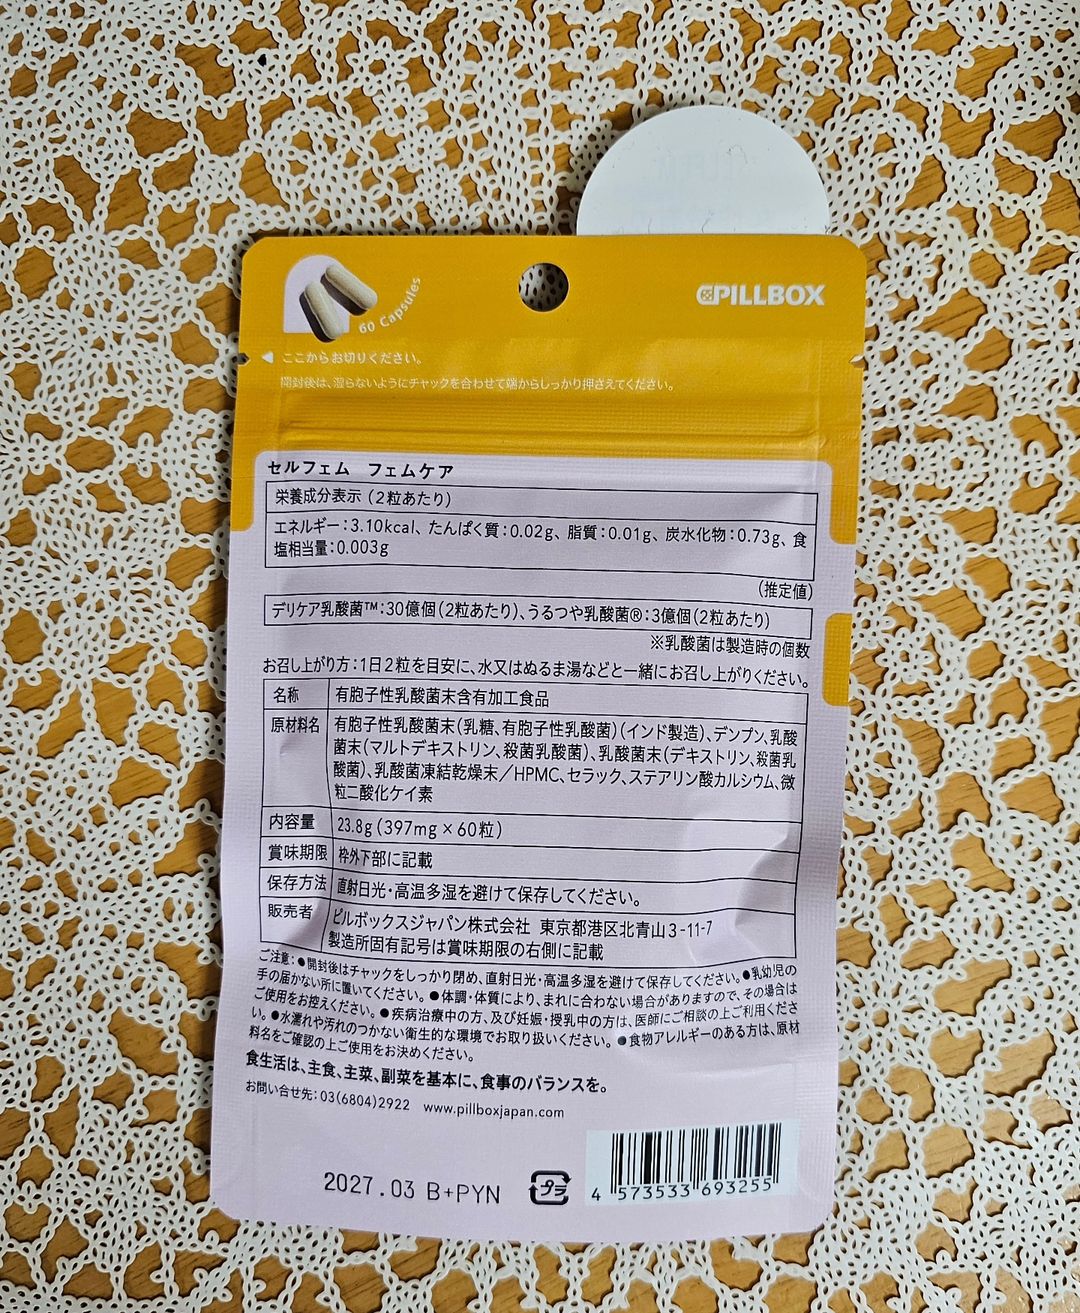 60 Capsules
PILLBOX
ここからお切りください。
開封後は、湿らないようにチャックを合わせて端からしっかり押さえてください。
セルフェム フェムケア
栄養成分表示（2粒あたり）
エネルギー：3.10kcal、たんぱく質：0.02g、脂質：0.01g、炭水化物：0.73g、食
塩相当量：0.003g
（推定値）
デリケア乳酸菌™：30億個（2粒あたり）、うるつや乳酸菌®：3億個（2粒あたり）
※乳酸菌は製造時の個数
お召し上がり方：1日2粒を目安に、水又はぬるま湯などと一緒にお召し上がりください。
名称 有胞子性乳酸菌末含有加工食品
原材料名 有胞子性乳酸菌末（乳糖、有胞子性乳酸菌）（インド製造）、デンプン、乳酸
菌末（マルトデキストリン、殺菌乳酸菌）、乳酸菌末（デキストリン、殺菌乳
酸菌）、乳酸菌凍結乾燥末／HPMC、セラック、ステアリン酸カルシウム、微
粒二酸化ケイ素
内容量 23.8g（397mg×60粒）
賞味期限 枠外下部に記載
保存方法 直射日光・高温多湿を避けて保存してください。
販売者 ピルボックスジャパン株式会社 東京都港区北青山3-11-7
製造所固有記号は賞味期限の右側に記載
ご注意：●開封後はチャックをしっかり閉め、直射日光・高温多湿を避けて保存してください。●乳幼児の
手の届かない所に置いてください。●体調・体質により、まれに合わない場合がありますので、その場合は
ご使用をお控えください。●疾病治療中の方、及び妊娠・授乳中の方は、医師にご相談の上ご利用くださ
い。●水濡れや汚れのつかない衛生的な環境でお取り扱いください。●食物アレルギーのある方は、原材
料名をご確認の上ご使用をお決めください。
食生活は、主食、主菜、副菜を基本に、食事のバランスを。
お問い合せ先：03(6804)2922 www.pillboxjapan.com
2027.03 B+PYN
プラ
4 573533 693255